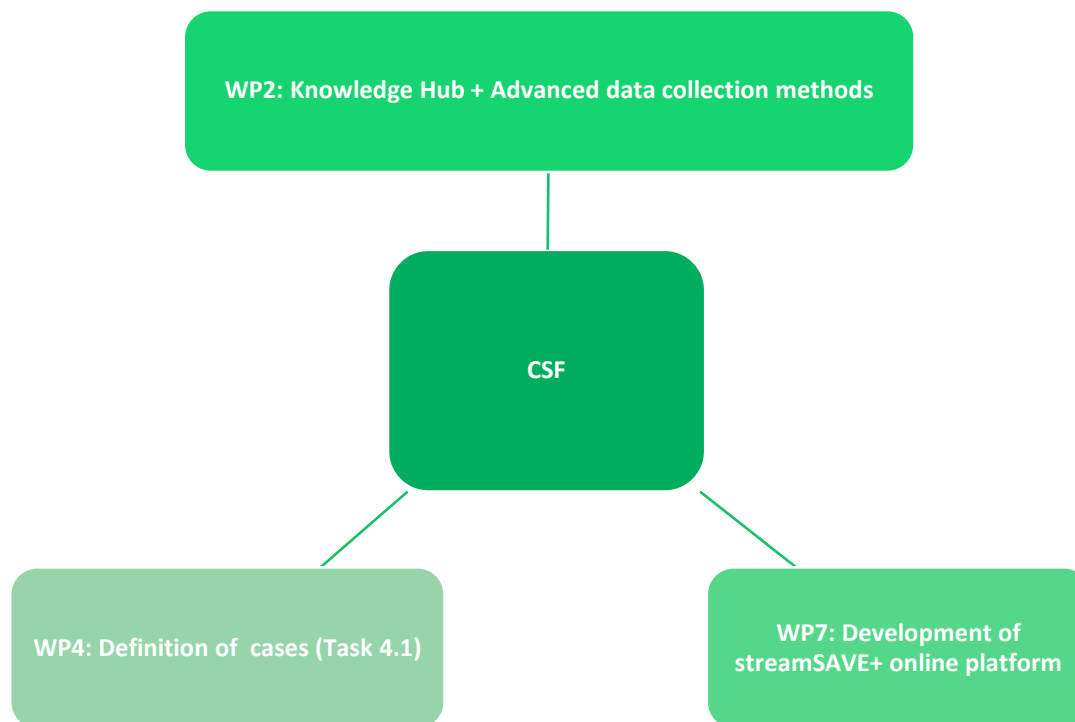 WP2: Knowledge Hub + Advanced data collection methods
CSF
WP4: Definition of  cases (Task 4.1)
WP7: Development of
streamSAVE+ online platform